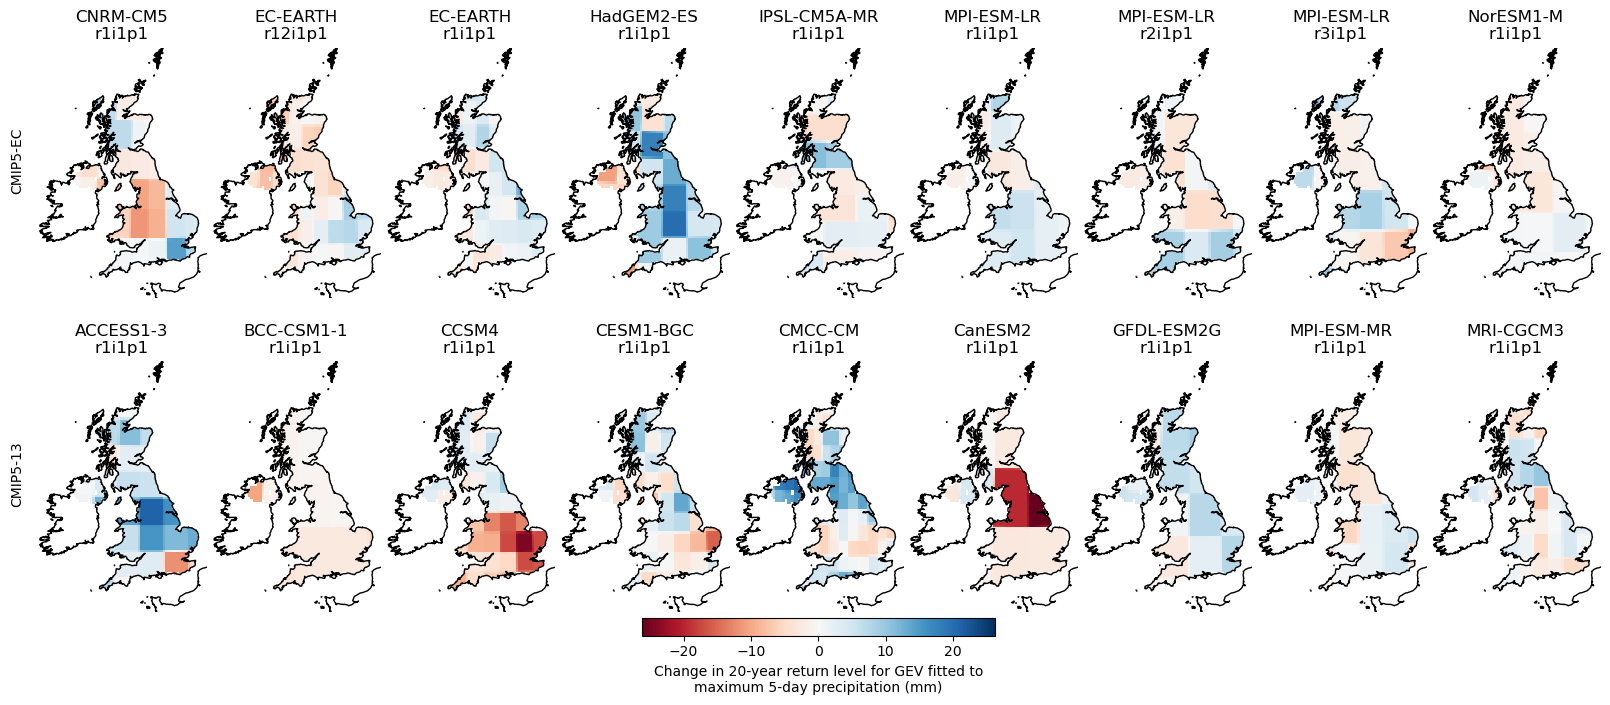 CNRM-CM5 EC-EARTH EC-EARTH HadGEM2-ES IPSL-CM5A-MR MPI-ESM-LR MPI-ESM-LR MPI-ESM-LR NorESM1-M
r1i1p1 r12i1p1 r1i1p1 r1i1p1 r1i1p1 r1i1p1 r2i1p1 r3i1p1 r1i1p1
CMIP5-EC
ACCESS1-3 BCC-CSM1-1 CCSM4 CESM1-BGC CMCC-CM CanESM2 GFDL-ESM2G MPI-ESM-MR MRI-CGCM3
r1i1p1 r1i1p1 r1i1p1 r1i1p1 r1i1p1 r1i1p1 r1i1p1 r1i1p1 r1i1p1
CMIP5-13
−20 −10 0 10 20
Change in 20-year return level for GEV fitted to
maximum 5-day precipitation (mm)